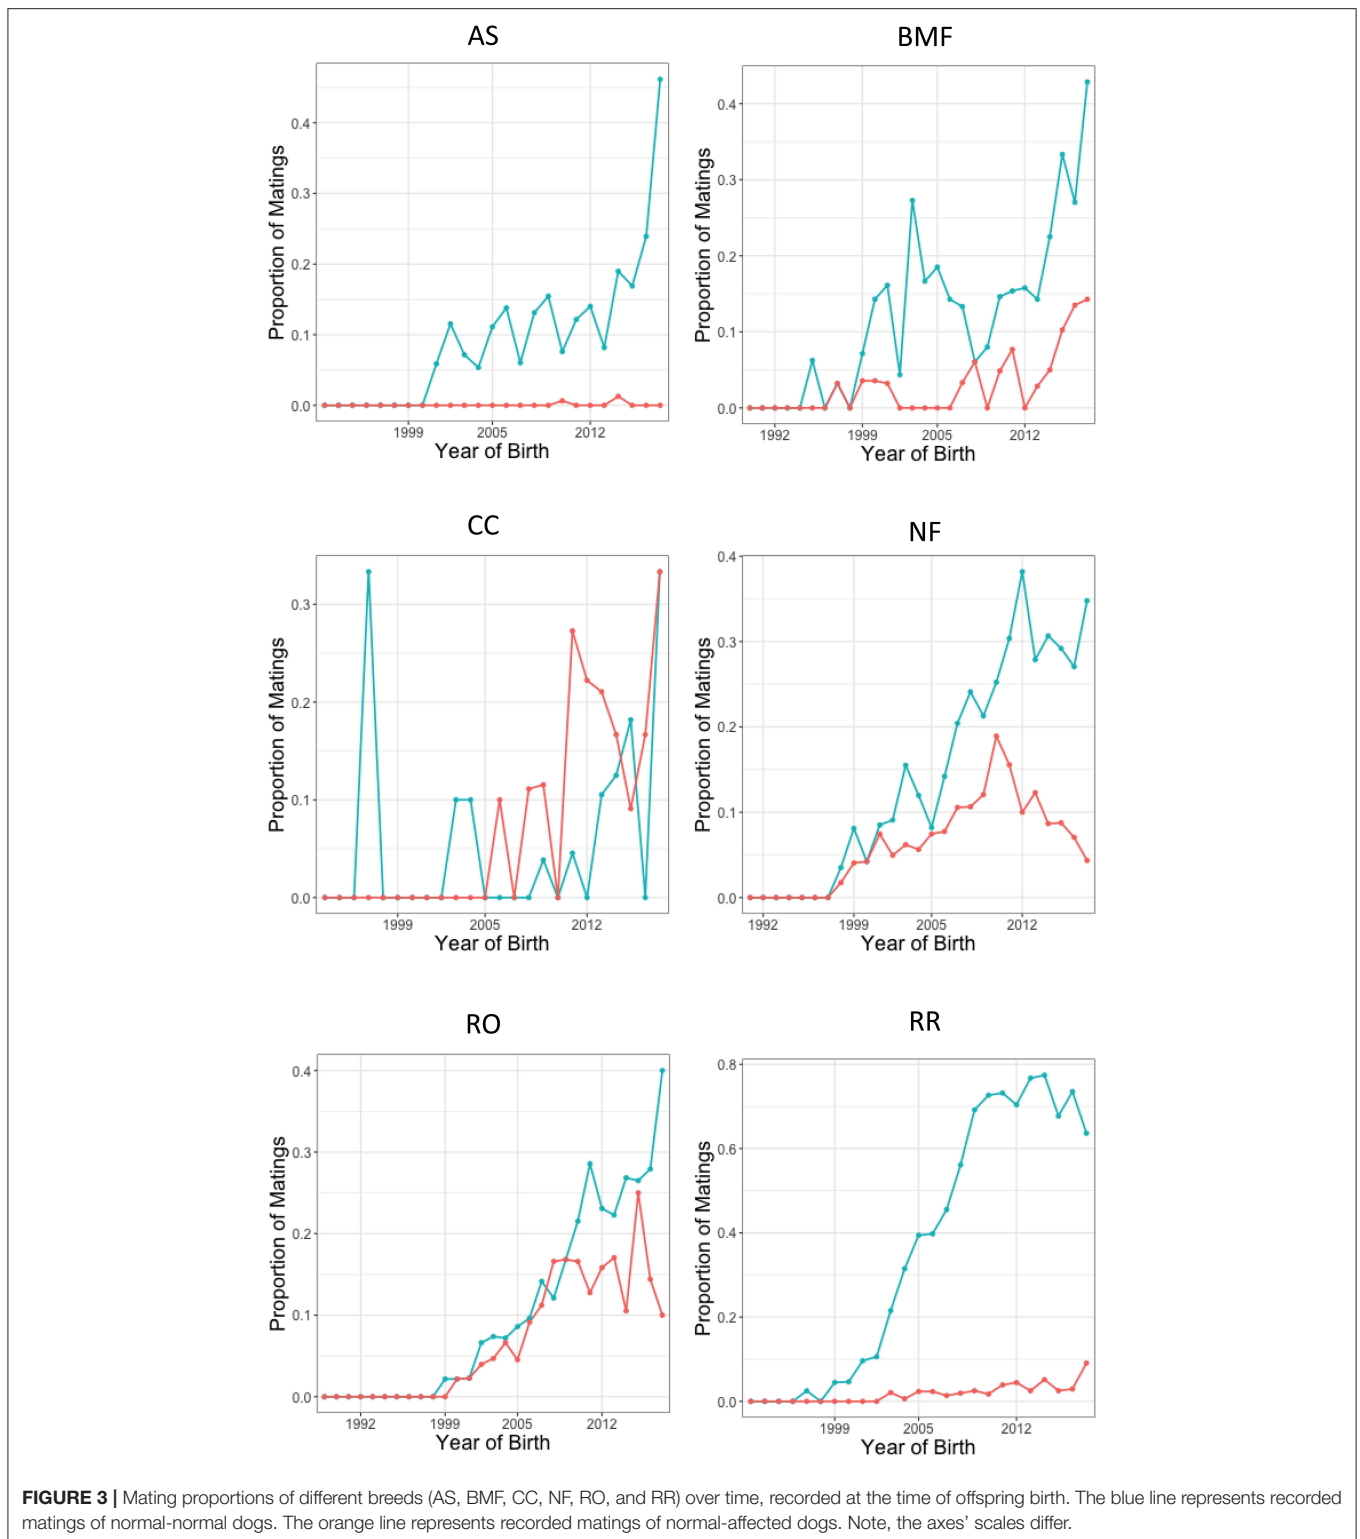 AS
BMF
Proportion of Matings
0.4
0.3
0.2
0.1
0.0
1999 2005 2012
Year of Birth
Proportion of Matings
0.4
0.3
0.2
0.1
0.0
1992 1999 2005 2012
Year of Birth
CC
NF
Proportion of Matings
0.3
0.2
0.1
0.0
1999 2005 2012
Year of Birth
Proportion of Matings
0.4
0.3
0.2
0.1
0.0
1992 1999 2005 2012
Year of Birth
RO
RR
Proportion of Matings
0.4
0.3
0.2
0.1
0.0
1992 1999 2005 2012
Year of Birth
Proportion of Matings
0.8
0.6
0.4
0.2
0.0
1999 2005 2012
Year of Birth
FIGURE 3 | Mating proportions of different breeds (AS, BMF, CC, NF, RO, and RR) over time, recorded at the time of offspring birth. The blue line represents recorded
matings of normal-normal dogs. The orange line represents recorded matings of normal-affected dogs. Note, the axes' scales differ.